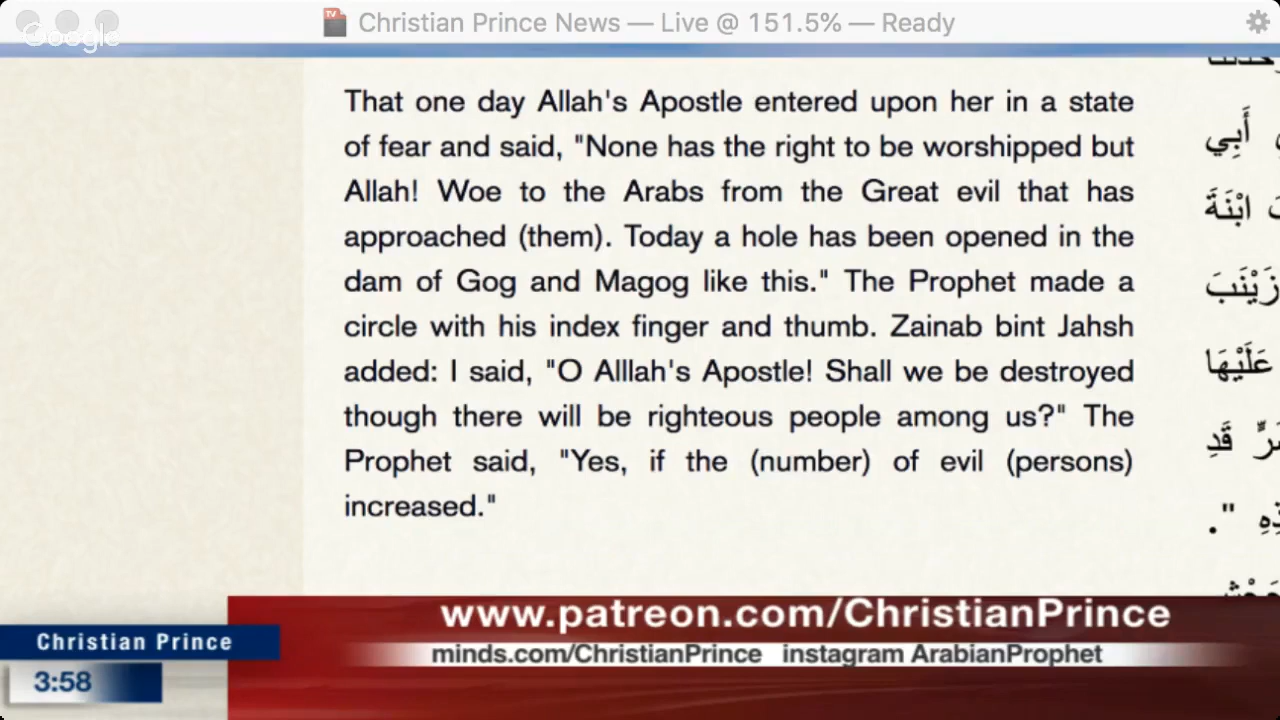 Christian Prince News — Live @ 151.5% — Ready
Google
That one day Allah's Apostle entered upon her in a state
of fear and said, "None has the right to be worshipped but
Allah! Woe to the Arabs from the Great evil that has
approached (them). Today a hole has been opened in the
dam of Gog and Magog like this." The Prophet made a
circle with his index finger and thumb. Zainab bint Jahsh
added: I said, "O Alllah's Apostle! Shall we be destroyed
though there will be righteous people among us?" The
Prophet said, "Yes, if the (number) of evil (persons)
increased."
أَبِي
ابْنَةَ
زَيْنَبَ
عَلَيْهَا
قَدِ
www.patreon.com/ChristianPrince
Christian Prince
minds.com/ChristianPrince instagram ArabianProphet
3:58